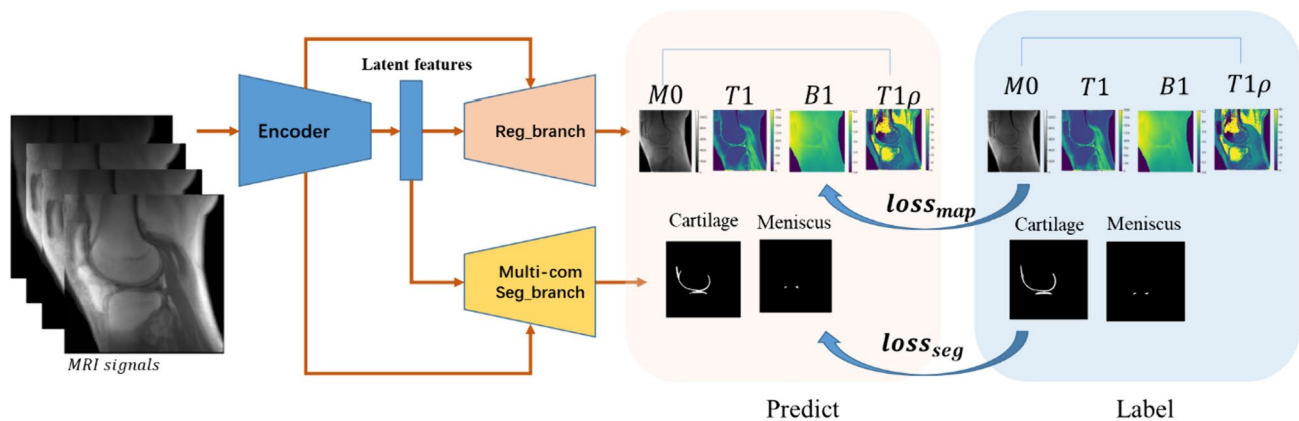 Latent features
Encoder
Reg_branch
Multi-com
Seg_branch
MRI signals
M0 T1 B1 T1ρ
Cartilage Meniscus
Predict
loss_map
loss_seg
M0 T1 B1 T1ρ
Cartilage Meniscus
Label